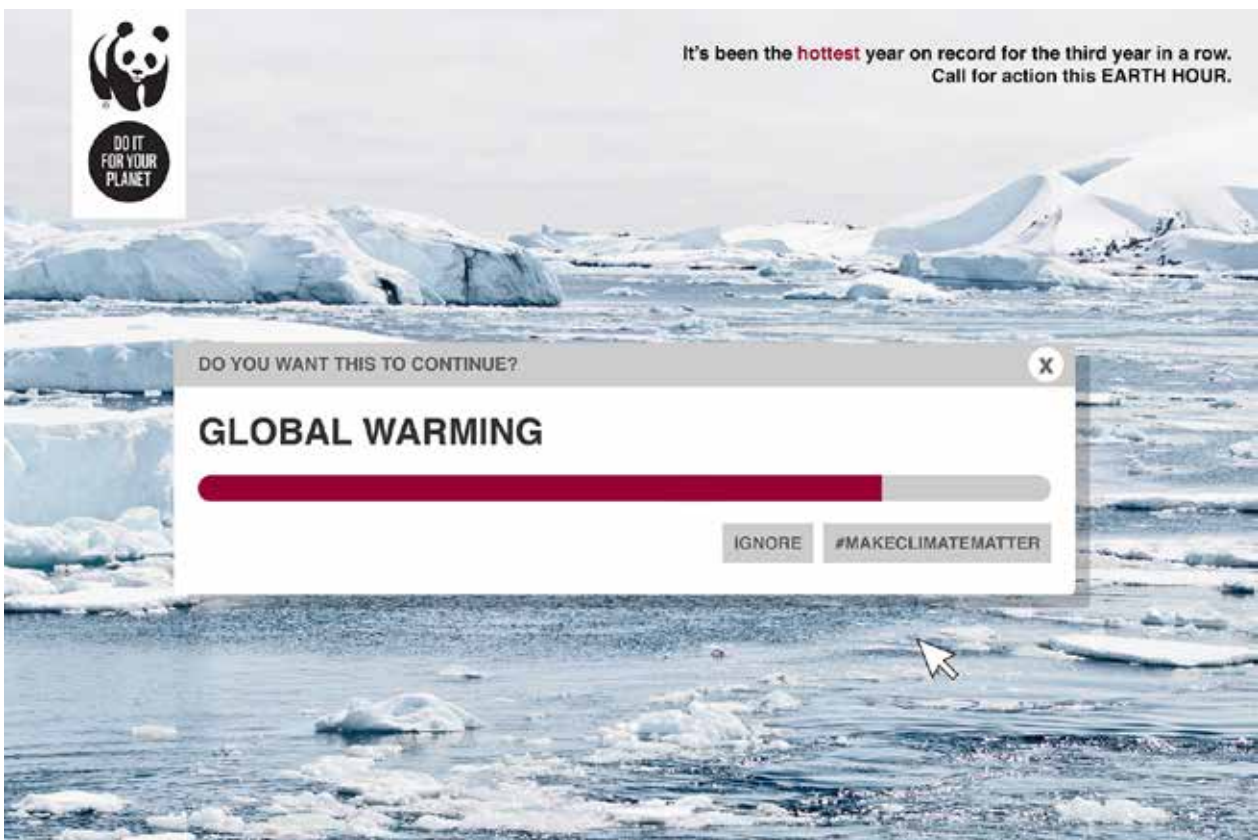 DO IT
FOR YOUR
PLANET
It's been the hottest year on record for the third year in a row.
Call for action this EARTH HOUR.
DO YOU WANT THIS TO CONTINUE?
X
GLOBAL WARMING
IGNORE
#MAKECLIMATEMATTER